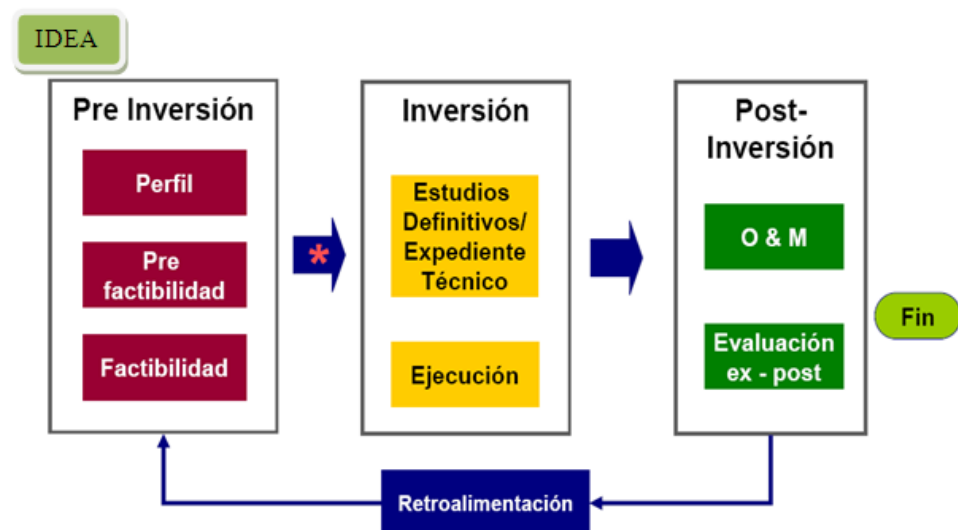 IDEA
Pre Inversión
Perfil
Pre
factibilidad
Factibilidad
*
Inversión
Estudios
Definitivos/
Expediente
Técnico
Ejecución
Post-
Inversión
O & M
Evaluación
ex - post
Fin
Retroalimentación